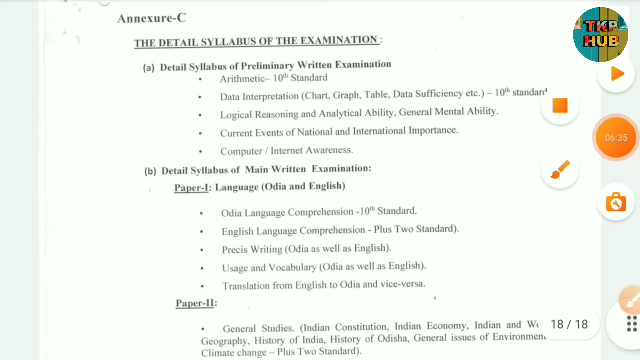 Annexure-C
THE DETAIL SYLLABUS OF THE EXAMINATION :
(a) Detail Syllabus of Preliminary Written Examination
• Arithmetic– 10th Standard
• Data Interpretation (Chart, Graph, Table, Data Sufficiency etc.) – 10th standard
• Logical Reasoning and Analytical Ability, General Mental Ability.
• Current Events of National and International Importance.
• Computer / Internet Awareness.
(b) Detail Syllabus of Main Written Examination:
Paper-I: Language (Odia and English)
• Odia Language Comprehension -10th Standard.
• English Language Comprehension - Plus Two Standard).
• Precis Writing (Odia as well as English).
• Usage and Vocabulary (Odia as well as English).
• Translation from English to Odia and vice-versa.
Paper-II:
• General Studies. (Indian Constitution, Indian Economy, Indian and
Geography, History of India, History of Odisha, General issues of Environment
Climate change – Plus Two Standard).
TKP
HUB
06:35
18 / 18